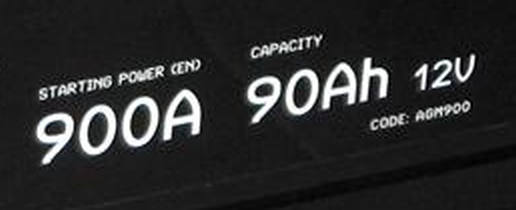 STARTING POWER (EN)
900A
CAPACITY
90Ah 12V
CODE: AGM900